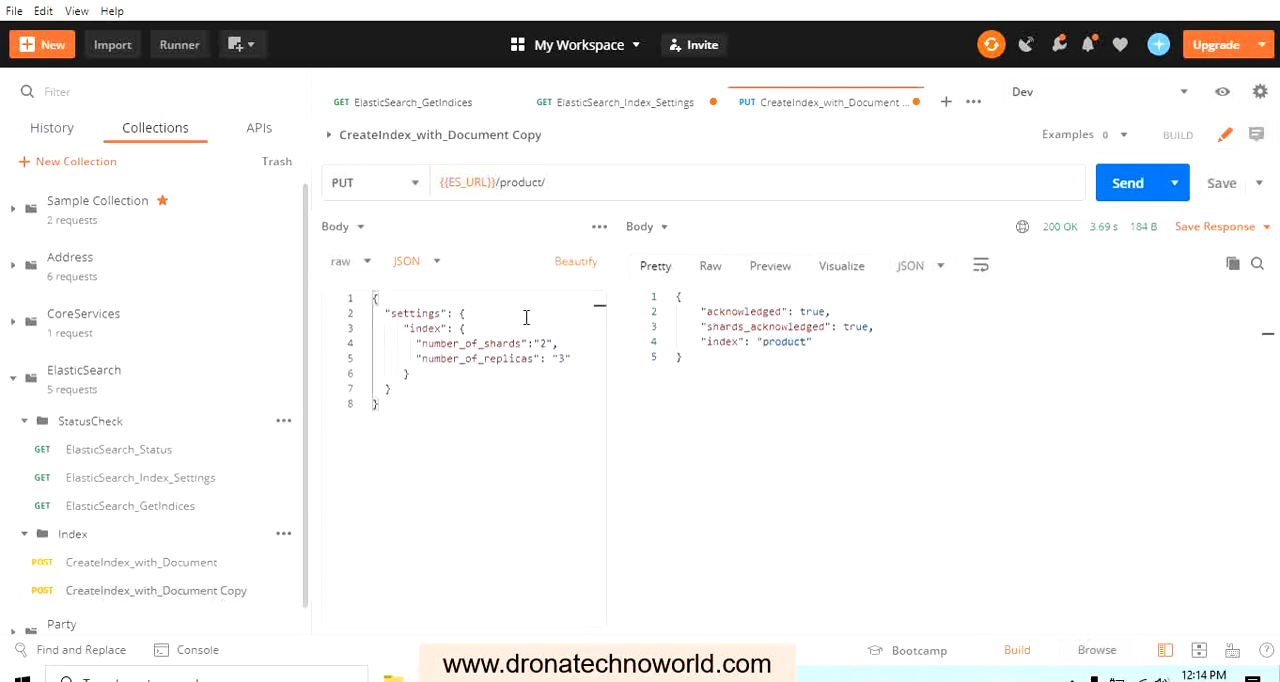 File Edit View Help
New Import Runner My Workspace Invite Upgrade
Filter
History Collections APIs
New Collection Trash
Sample Collection
2 requests
Address
6 requests
CoreServices
1 request
ElasticSearch
5 requests
StatusCheck
GET ElasticSearch_Status
GET ElasticSearch_Index_Settings
GET ElasticSearch_GetIndices
Index
POST CreateIndex_with_Document
POST CreateIndex_with_Document Copy
Party
GET ElasticSearch_GetIndices GET ElasticSearch_Index_Settings PUT CreateIndex_with_Document ... + ...
Dev
CreateIndex_with_Document Copy
Examples 0 BUILD
PUT {{ES_URL}}/product/ Send Save
Body ...
raw JSON Beautify
1 {
2 "settings": {
3 "index": {
4 "number_of_shards":"2",
5 "number_of_replicas": "3"
6 }
7 }
8 }
Body 200 OK 3.69 s 184 B Save Response
Pretty Raw Preview Visualize JSON
1 {
2 "acknowledged": true,
3 "shards_acknowledged": true,
4 "index": "product"
5 }
Find and Replace Console Bootcamp Build Browse
www.dronatechnoworld.com
12:14 PM